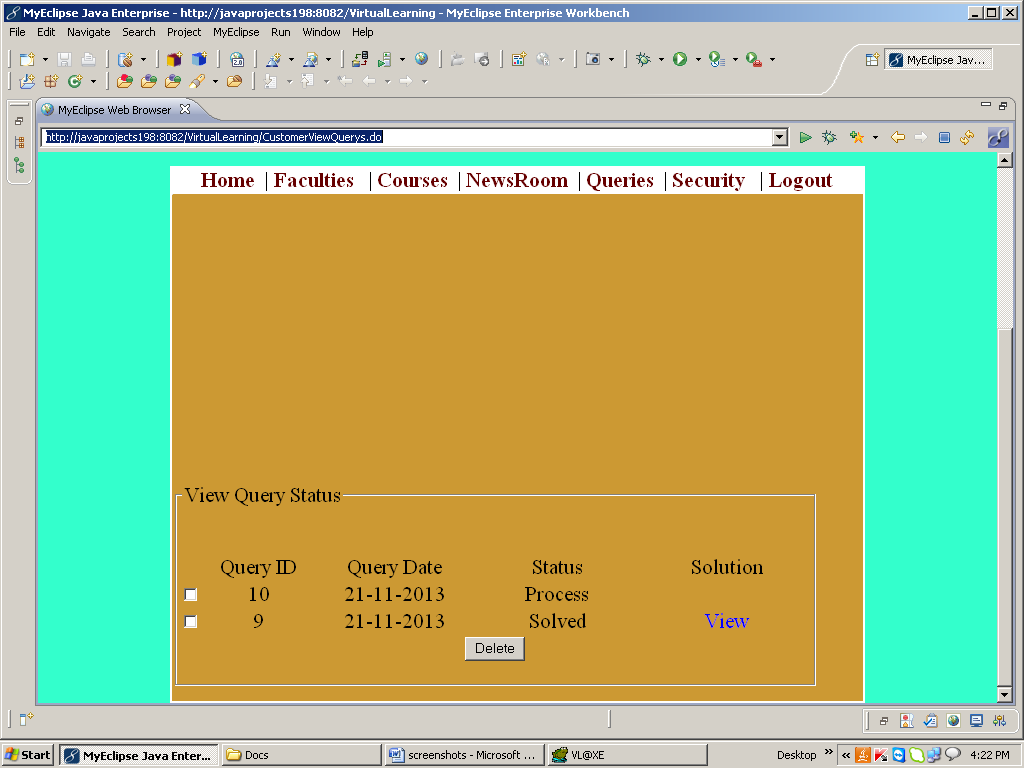 MyEclipse Java Enterprise - http://javaprojects198:8082/VirtualLearning - MyEclipse Enterprise Workbench
File Edit Navigate Search Project MyEclipse Run Window Help
2.0
MyEclipse Jav...
MyEclipse Web Browser
http://javaprojects198:8082/VirtualLearning/CustomerViewQuerys.do
Home | Faculties | Courses | NewsRoom | Queries | Security | Logout
View Query Status
Query ID Query Date Status Solution
10 21-11-2013 Process
9 21-11-2013 Solved View
Delete
Start MyEclipse Java Enter... Docs screenshots - Microsoft ... VL@XE Desktop » « 4:22 PM